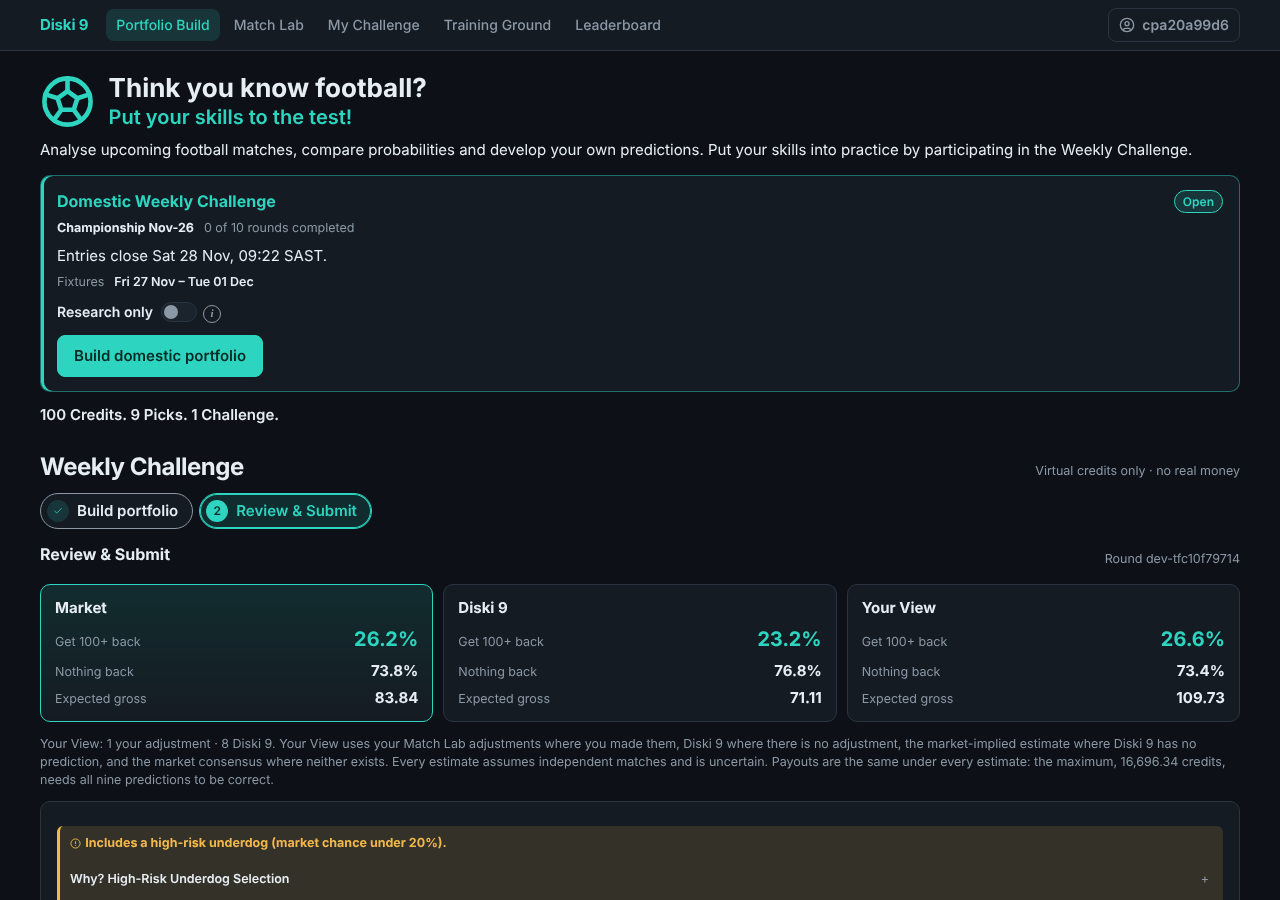 Diski 9 Portfolio Build Match Lab My Challenge Training Ground Leaderboard cpa20a99d6
Think you know football?
Put your skills to the test!
Analyse upcoming football matches, compare probabilities and develop your own predictions. Put your skills into practice by participating in the Weekly Challenge.
Domestic Weekly Challenge Open
Championship Nov-26 0 of 10 rounds completed
Entries close Sat 28 Nov, 09:22 SAST.
Fixtures Fri 27 Nov – Tue 01 Dec
Research only i
Build domestic portfolio
100 Credits. 9 Picks. 1 Challenge.
Weekly Challenge Virtual credits only · no real money
✓ Build portfolio 2 Review & Submit
Review & Submit Round dev-tfc10f79714
Market
Get 100+ back 26.2%
Nothing back 73.8%
Expected gross 83.84
Diski 9
Get 100+ back 23.2%
Nothing back 76.8%
Expected gross 71.11
Your View
Get 100+ back 26.6%
Nothing back 73.4%
Expected gross 109.73
Your View: 1 your adjustment · 8 Diski 9. Your View uses your Match Lab adjustments where you made them, Diski 9 where there is no adjustment, the market-implied estimate where Diski 9 has no
prediction, and the market consensus where neither exists. Every estimate assumes independent matches and is uncertain. Payouts are the same under every estimate: the maximum, 16,696.34 credits,
needs all nine predictions to be correct.
Includes a high-risk underdog (market chance under 20%).
Why? High-Risk Underdog Selection +